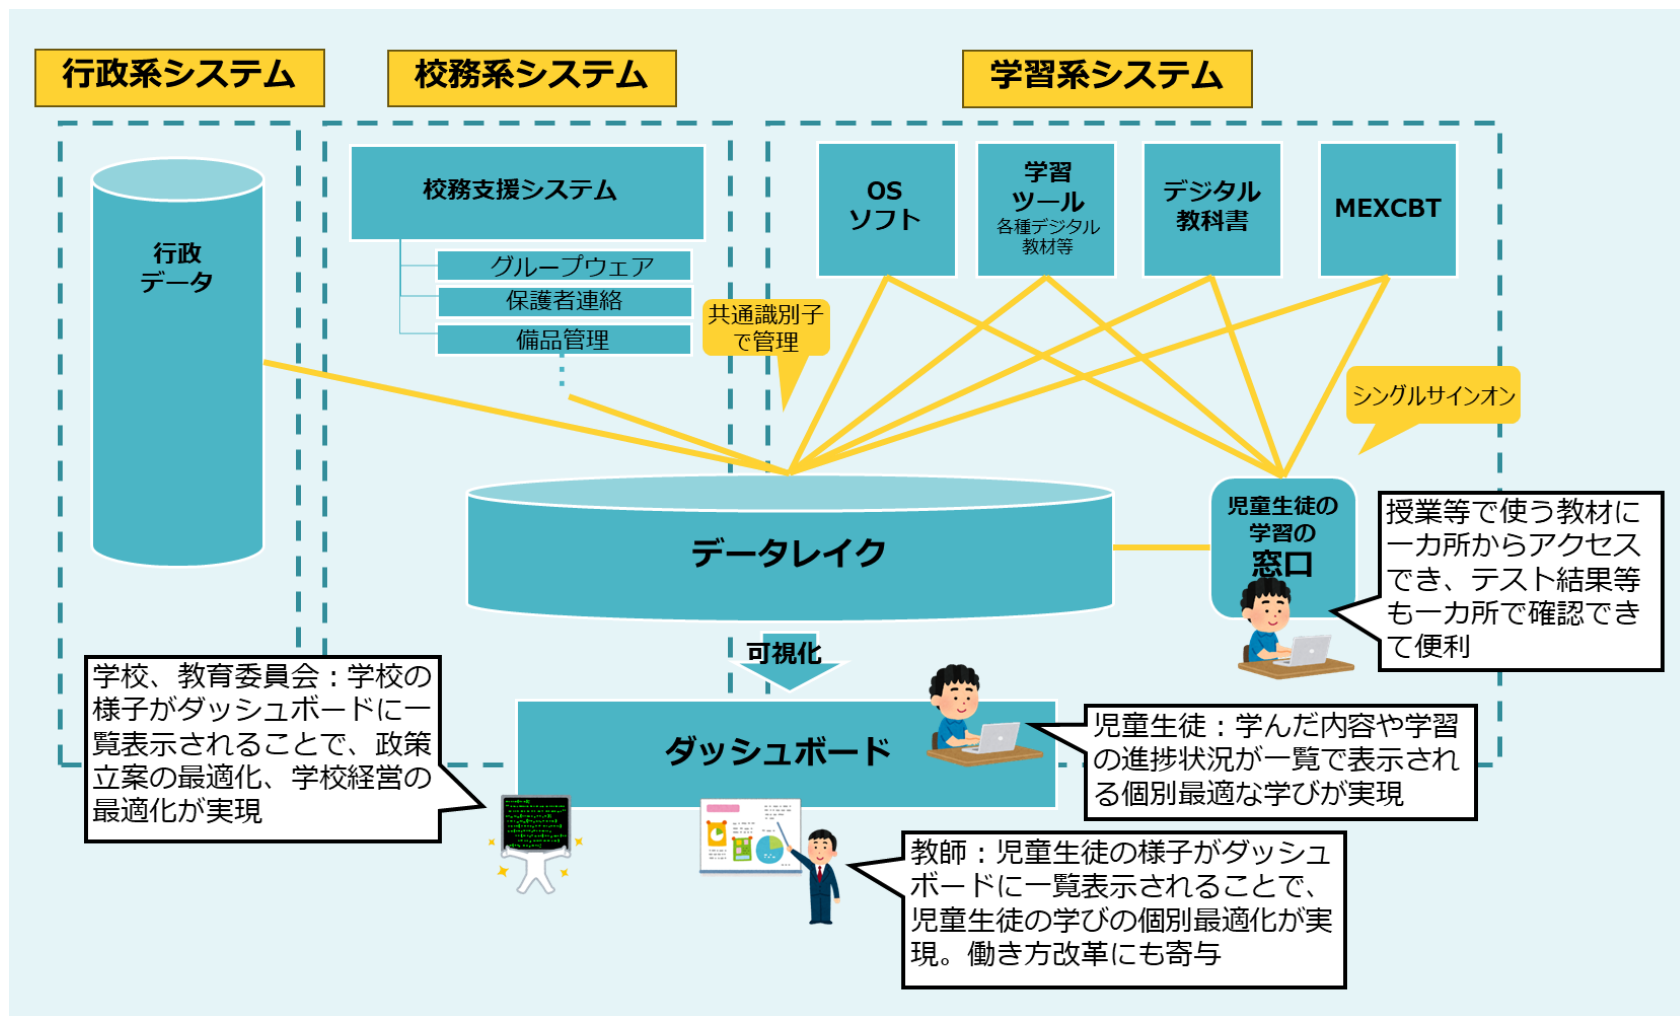 行政系システム
校務系システム
学習系システム
行政
データ
校務支援システム
グループウェア
保護者連絡
備品管理
OS
ソフト
学習
ツール
各種デジタル
教材等
デジタル
教科書
MEXCBT
共通識別子
で管理
シングルサインオン
データレイク
児童生徒の
学習の
窓口
授業等で使う教材に
一カ所からアクセス
でき、テスト結果等
も一カ所で確認でき
て便利
可視化
ダッシュボード
学校、教育委員会：学校の
様子がダッシュボードに一
覧表示されることで、政策
立案の最適化、学校経営の
最適化が実現
児童生徒：学んだ内容や学習
の進捗状況が一覧で表示され
る個別最適な学びが実現
教師：児童生徒の様子がダッシュ
ボードに一覧表示されることで、
児童生徒の学びの個別最適化が実
現。働き方改革にも寄与